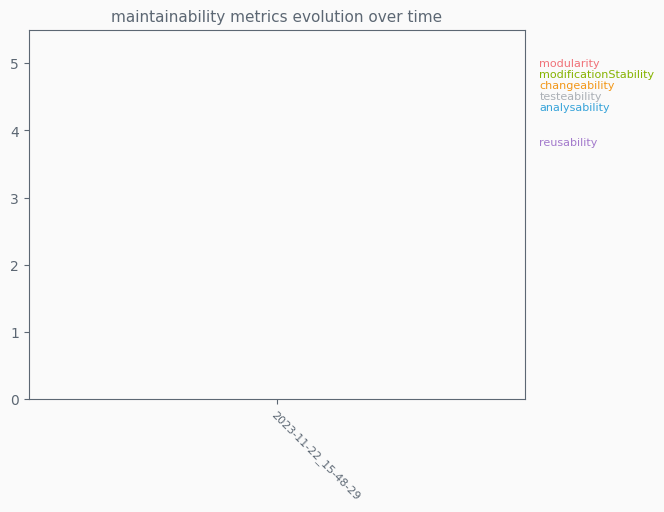 maintainability metrics evolution over time
5
4
3
2
1
0
modularity
modificationStability
changeability
testeability
analysability
reusability
2023-11-22_15-48-29